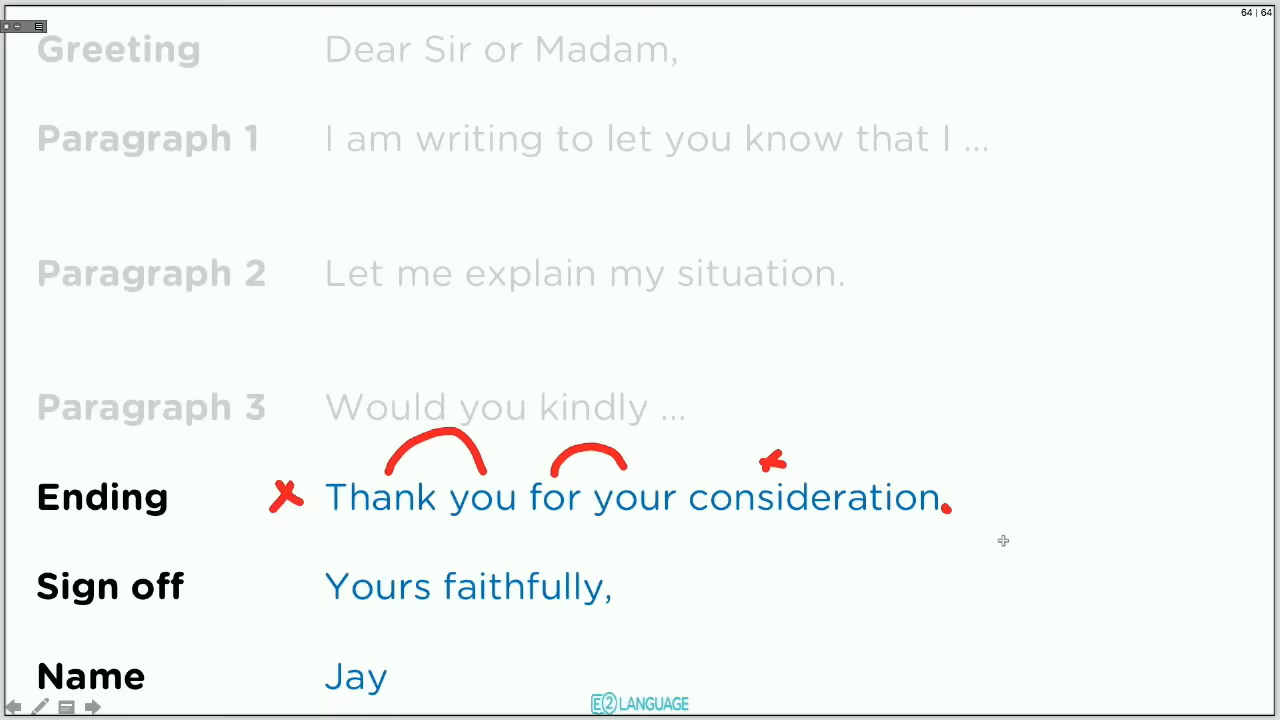 64 | 64
Greeting Dear Sir or Madam,
Paragraph 1 I am writing to let you know that I ...
Paragraph 2 Let me explain my situation.
Paragraph 3 Would you kindly ...
Ending Thank you for your consideration.
Sign off Yours faithfully,
Name Jay
E2 LANGUAGE